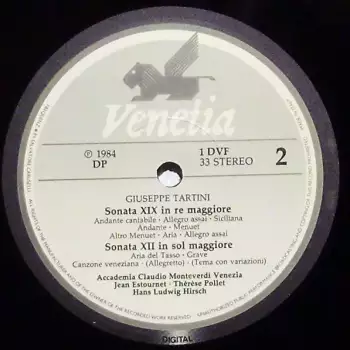 Venetia
℗ 1984
DP
1 DVF
33 STEREO
2
GIUSEPPE TARTINI
Sonata XIX in re maggiore
Andante cantabile · Allegro assai · Siciliana
Andante · Menuet
Altro Menuet · Aria · Allegro assai
Sonata XII in sol maggiore
Aria del Tasso · Grave
Canzone veneziana · (Allegretto) · (Tema con variazioni)
Accademia Claudio Monteverdi Venezia
Jean Estournet · Thérèse Pollet
Hans Ludwig Hirsch
DIGITAL